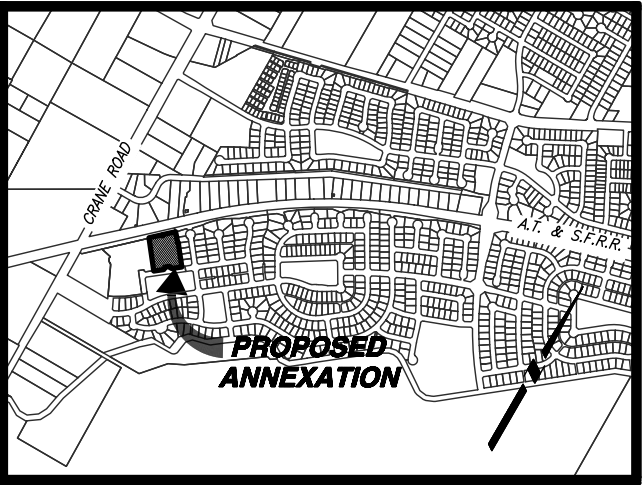 CRANE ROAD
A.T. & S.F.R.R.
PROPOSED
ANNEXATION